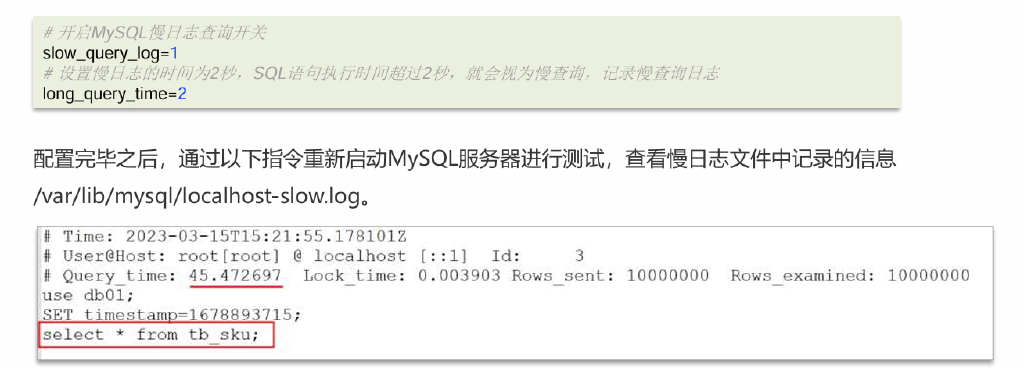 # 开启MySQL慢日志查询开关
slow_query_log=1
# 设置慢日志的时间为2秒，SQL语句执行时间超过2秒，就会视为慢查询，记录慢查询日志
long_query_time=2
配置完毕之后，通过以下指令重新启动MySQL服务器进行测试，查看慢日志文件中记录的信息
/var/lib/mysql/localhost-slow.log。
# Time: 2023-03-15T15:21:55.178101Z
# User@Host: root[root] @ localhost [::1]  Id:     3
# Query_time: 45.472697  Lock_time: 0.003903 Rows_sent: 10000000  Rows_examined: 10000000
use db01;
SET timestamp=1678893715;
select * from tb_sku;